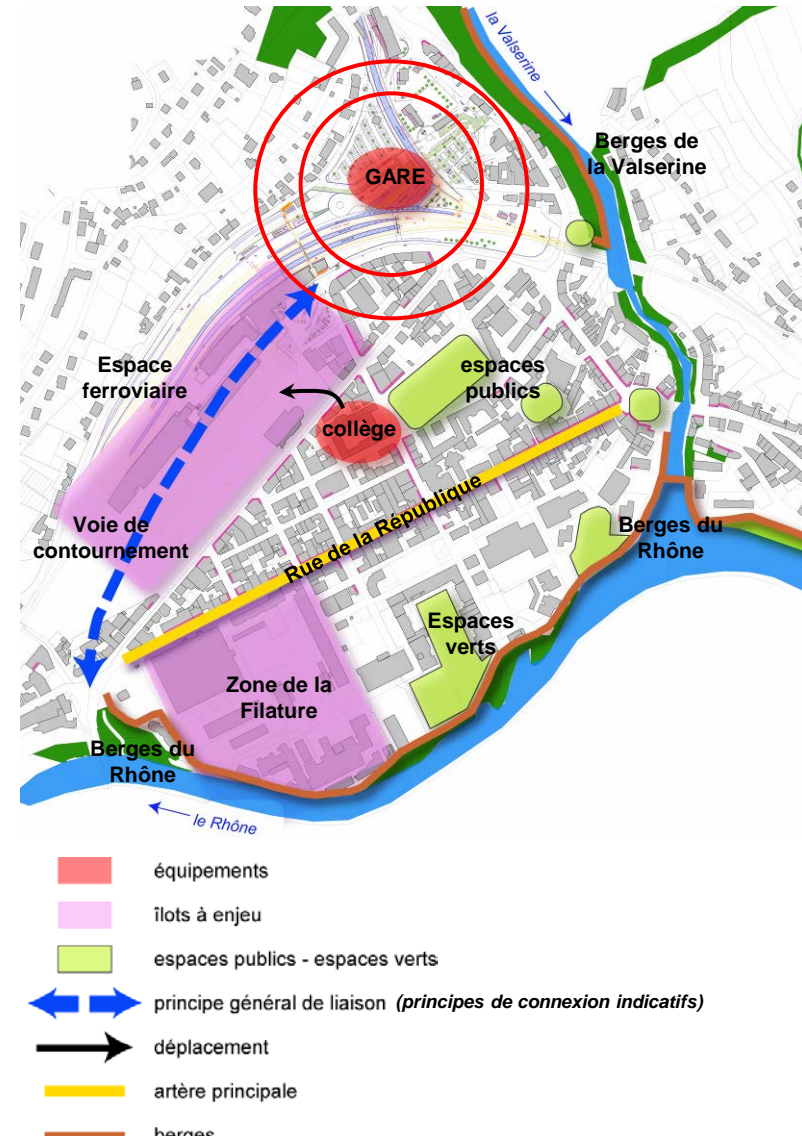 la Valserine
Berges de
la Valserine
GARE
Espace
ferroviaire
espaces
publics
collège
Rue de la République
Voie de
contournement
Berges du
Rhône
Espaces
verts
Zone de la
Filature
Berges du
Rhône
le Rhône
équipements
îlots à enjeu
espaces publics - espaces verts
principe général de liaison (principes de connexion indicatifs)
déplacement
artère principale
berges